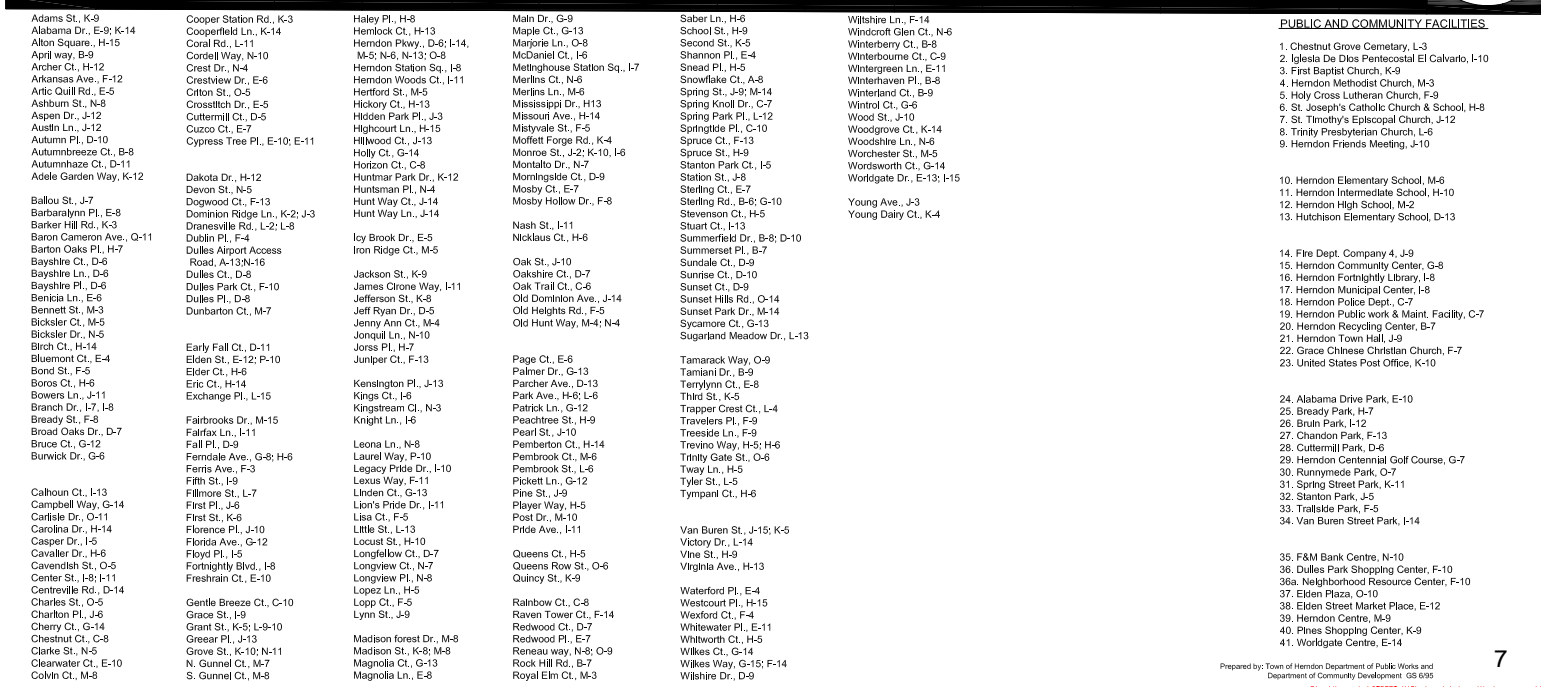 Adams St., K-9
Alabama Dr., E-9; K-14
Alton Square., H-15
April way, B-9
Archer Ct., H-12
Arkansas Ave., F-12
Artic Quill Rd., E-5
Ashburn St., N-8
Aspen Dr., J-12
Austin Ln., J-12
Autumn Pl., D-10
Autumnbreeze Ct., B-8
Autumnhaze Ct., D-11
Adele Garden Way, K-12
Ballou St., J-7
Barbaralynn Pl., E-8
Barker Hill Rd., K-3
Baron Cameron Ave., Q-11
Barton Oaks Pl., H-7
Bayshire Ct., D-6
Bayshire Ln., D-6
Bayshire Pl., D-6
Benicia Ln., E-6
Bennett St., M-3
Bicksler Ct., M-5
Bicksler Dr., N-5
Birch Ct., H-14
Bluemont Ct., E-4
Bond St., F-5
Boros Ct., H-6
Bowers Ln., J-11
Branch Dr., I-7, I-8
Bready St., F-8
Broad Oaks Dr., D-7
Bruce Ct., G-12
Burwick Dr., G-6
Calhoun Ct., I-13
Campbell Way, G-14
Carlisle Dr., O-11
Carolina Dr., H-14
Casper Dr., I-5
Cavalier Dr., H-6
Cavendish St., O-5
Center St., I-8; I-11
Centreville Rd., D-14
Charles St., O-5
Charlton Pl., J-6
Cherry Ct., G-14
Chestnut Ct., C-8
Clarke St., N-5
Clearwater Ct., E-10
Colvin Ct., M-8
Cooper Station Rd., K-3
Cooperfield Ln., K-14
Coral Rd., L-11
Cordell Way, N-10
Crest Dr., N-4
Crestview Dr., E-6
Criton St., O-5
Crosstitch Dr., E-5
Cuttermill Ct., D-5
Cuzco Ct., E-7
Cypress Tree Pl., E-10; E-11
Dakota Dr., H-12
Devon St., N-5
Dogwood Ct., F-13
Dominion Ridge Ln., K-2; J-3
Dranesville Rd., L-2; L-8
Dublin Pl., F-4
Dulles Airport Access
Road, A-13;N-16
Dulles Ct., D-8
Dulles Park Ct., F-10
Dulles Pl., D-8
Dunbarton Ct., M-7
Early Fall Ct., D-11
Elden St., E-12; P-10
Elder Ct., H-6
Eric Ct., H-14
Exchange Pl., L-15
Fairbrooks Dr., M-15
Fairfax Ln., I-11
Fall Pl., D-9
Ferndale Ave., G-8; H-6
Ferris Ave., F-3
Fifth St., I-9
Fillmore St., L-7
First Pl., J-6
First St., K-6
Florence Pl., J-10
Florida Ave., G-12
Floyd Pl., I-5
Fortnightly Blvd., I-8
Freshrain Ct., E-10
Gentle Breeze Ct., C-10
Grace St., I-9
Grant St., K-5; L-9-10
Greear Pl., J-13
Grove St., K-10; N-11
N. Gunnel Ct., M-7
S. Gunnel Ct., M-8
Haley Pl., H-8
Hemlock Ct., H-13
Herndon Pkwy., D-6; I-14,
M-5; N-6, N-13; O-8
Herndon Station Sq., I-8
Herndon Woods Ct., I-11
Hertford St., M-5
Hickory Ct., H-13
Hidden Park Pl., J-3
Highcourt Ln., H-15
Hillwood Ct., J-13
Holly Ct., G-14
Horizon Ct., C-8
Huntmar Park Dr., K-12
Huntsman Pl., N-4
Hunt Way Ct., J-14
Hunt Way Ln., J-14
Icy Brook Dr., E-5
Iron Ridge Ct., M-5
Jackson St., K-9
James Cirone Way, I-11
Jefferson St., K-8
Jeff Ryan Dr., D-5
Jenny Ann Ct., M-4
Jonquil Ln., N-10
Jorss Pl., H-7
Juniper Ct., F-13
Kensington Pl., J-13
Kings Ct., I-6
Kingstream Cl., N-3
Knight Ln., I-6
Leona Ln., N-8
Laurel Way, P-10
Legacy Pride Dr., I-10
Lexus Way, F-11
Linden Ct., G-13
Lion's Pride Dr., I-11
Lisa Ct., F-5
Little St., L-13
Locust St., H-10
Longfellow Ct., D-7
Longview Ct., N-7
Longview Pl., N-8
Lopez Ln., H-5
Lopp Ct., F-5
Lynn St., J-9
Madison forest Dr., M-8
Madison St., K-8; M-8
Magnolia Ct., G-13
Magnolia Ln., E-8
Main Dr., G-9
Maple Ct., G-13
Marjorie Ln., O-8
McDaniel Ct., I-6
Metinghouse Station Sq., I-7
Merlins Ct., N-6
Merlins Ln., M-6
Mississippi Dr., H13
Missouri Ave., H-14
Mistyvale St., F-5
Moffett Forge Rd., K-4
Monroe St., J-2; K-10, I-6
Montalto Dr., N-7
Morningside Ct., D-9
Mosby Ct., E-7
Mosby Hollow Dr., F-8
Nash St., I-11
Nicklaus Ct., H-6
Oak St., J-10
Oakshire Ct., D-7
Oak Trail Ct., C-6
Old Dominion Ave., J-14
Old Heights Rd., F-5
Old Hunt Way, M-4; N-4
Page Ct., E-6
Palmer Dr., G-13
Parcher Ave., D-13
Park Ave., H-6; L-6
Patrick Ln., G-12
Peachtree St., H-9
Pearl St., J-10
Pemberton Ct., H-14
Pembrook Ct., M-6
Pembrook St., L-6
Pickett Ln., G-12
Pine St., J-9
Player Way, H-5
Post Dr., M-10
Pride Ave., I-11
Queens Ct., H-5
Queens Row St., O-6
Quincy St., K-9
Rainbow Ct., C-8
Raven Tower Ct., F-14
Redwood Ct., D-7
Redwood Pl., E-7
Reneau way, N-8; O-9
Rock Hill Rd., B-7
Royal Elm Ct., M-3
Saber Ln., H-6
School St., H-9
Second St., K-5
Shannon Pl., E-4
Snead Pl., H-5
Snowflake Ct., A-8
Spring St., J-9; M-14
Spring Knoll Dr., C-7
Spring Park Pl., L-12
Springtide Pl., C-10
Spruce Ct., F-13
Spruce St., H-9
Stanton Park Ct., I-5
Station St., J-8
Sterling Ct., E-7
Sterling Rd., B-6; G-10
Stevenson Ct., H-5
Stuart Ct., I-13
Summerfield Dr., B-8; D-10
Summerset Pl., B-7
Sundale Ct., D-9
Sunrise Ct., D-10
Sunset Ct., D-9
Sunset Hills Rd., O-14
Sunset Park Dr., M-14
Sycamore Ct., G-13
Sugarland Meadow Dr., L-13
Tamarack Way, O-9
Tamiani Dr., B-9
Terrylynn Ct., E-8
Third St., K-5
Trapper Crest Ct., L-4
Travelers Pl., F-9
Treeside Ln., F-9
Trevino Way, H-5; H-6
Trinity Gate St., O-6
Tway Ln., H-5
Tyler St., L-5
Tympani Ct., H-6
Van Buren St., J-15; K-5
Victory Dr., L-14
Vine St., H-9
Virginia Ave., H-13
Waterford Pl., E-4
Westcourt Pl., H-15
Wexford Ct., F-4
Whitewater Pl., E-11
Whitworth Ct., H-5
Wilkes Ct., G-14
Wilkes Way, G-15; F-14
Wilshire Dr., D-9
Wiltshire Ln., F-14
Windcroft Glen Ct., N-6
Winterberry Ct., B-8
Winterbourne Ct., C-9
Wintergreen Ln., E-11
Winterhaven Pl., B-8
Winterland Ct., B-9
Wintrol Ct., G-6
Wood St., J-10
Woodgrove Ct., K-14
Woodshire Ln., N-6
Worchester St., M-5
Wordsworth Ct., G-14
Worldgate Dr., E-13; I-15
Young Ave., J-3
Young Dairy Ct., K-4
PUBLIC AND COMMUNITY FACILITIES
1. Chestnut Grove Cemetary, L-3
2. Iglesia De Dios Pentecostal El Calvario, I-10
3. First Baptist Church, K-9
4. Herndon Methodist Church, M-3
5. Holy Cross Lutheran Church, F-9
6. St. Joseph's Catholic Church & School, H-8
7. St. Timothy's Episcopal Church, J-12
8. Trinity Presbyterian Church, L-6
9. Herndon Friends Meeting, J-10
10. Herndon Elementary School, M-6
11. Herndon Intermediate School, H-10
12. Herndon High School, M-2
13. Hutchison Elementary School, D-13
14. Fire Dept. Company 4, J-9
15. Herndon Community Center, G-8
16. Herndon Fortnightly Library, I-8
17. Herndon Municipal Center, I-8
18. Herndon Police Dept., C-7
19. Herndon Public work & Maint. Facility, C-7
20. Herndon Recycling Center, B-7
21. Herndon Town Hall, J-9
22. Grace Chinese Christian Church, F-7
23. United States Post Office, K-10
24. Alabama Drive Park, E-10
25. Bready Park, H-7
26. Bruin Park, I-12
27. Chandon Park, F-13
28. Cuttermill Park, D-6
29. Herndon Centennial Golf Course, G-7
30. Runnymede Park, O-7
31. Spring Street Park, K-11
32. Stanton Park, J-5
33. Trailside Park, F-5
34. Van Buren Street Park, I-14
35. F&M Bank Centre, N-10
36. Dulles Park Shopping Center, F-10
36a. Neighborhood Resource Center, F-10
37. Elden Plaza, O-10
38. Elden Street Market Place, E-12
39. Herndon Centre, M-9
40. Pines Shopping Center, K-9
41. Worldgate Centre, E-14
Prepared by: Town of Herndon Department of Public Works and
Department of Community Development GS 6/95
7